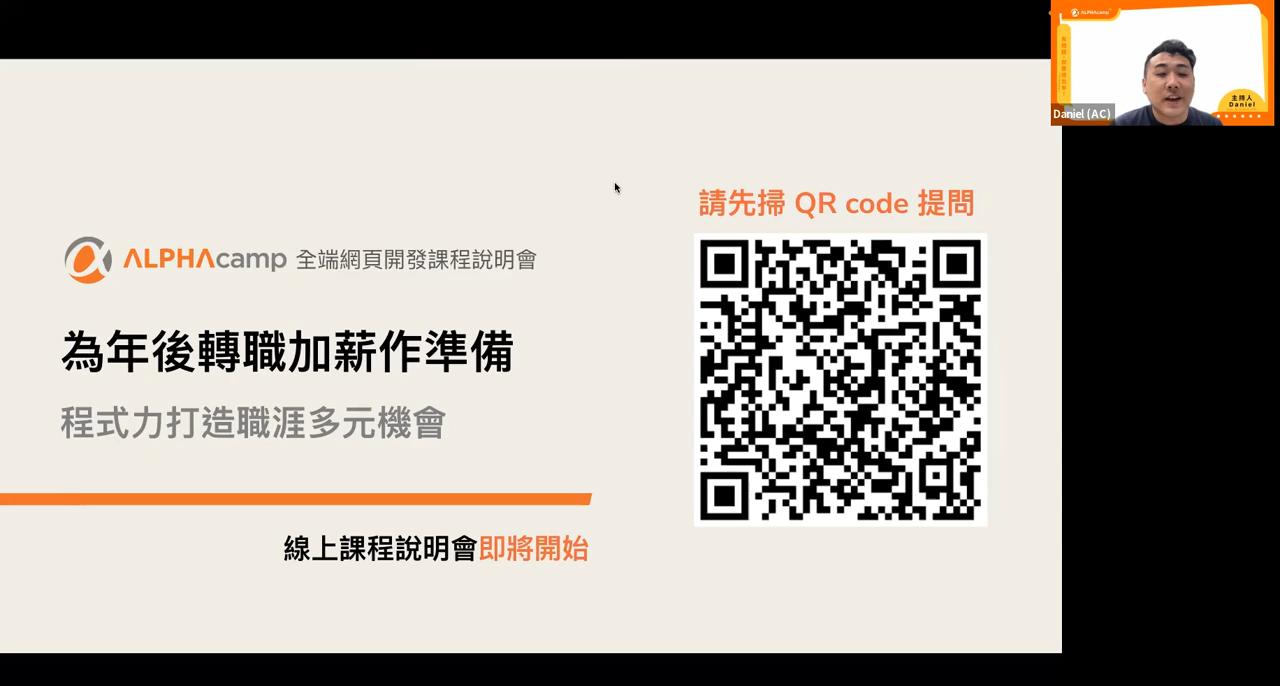 ALPHAcamp 全端網頁開發課程說明會
為年後轉職加薪作準備
程式力打造職涯多元機會
線上課程說明會即將開始
請先掃 QR code 提問
ALPHAcamp
主持人
Daniel
Daniel (AC)